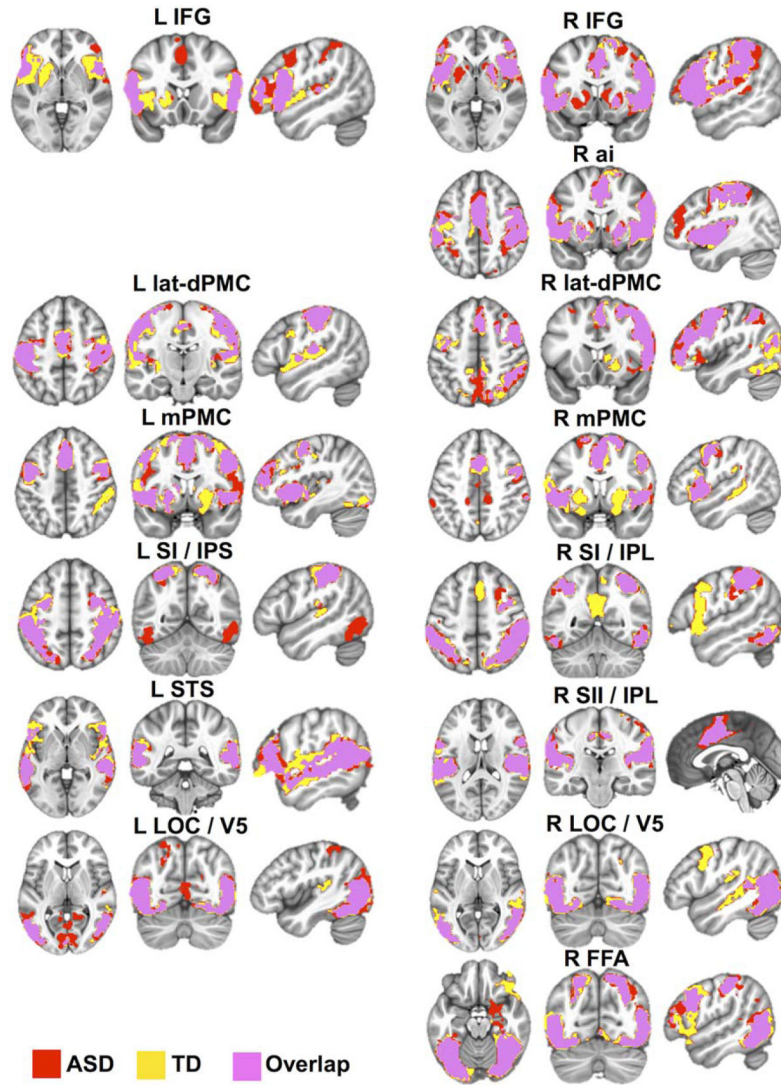 L IFG
R IFG
R ai
L lat-dPMC
R lat-dPMC
L mPMC
R mPMC
L SI / IPS
R SI / IPL
L STS
R SII / IPL
L LOC / V5
R LOC / V5
R FFA
ASD
TD
Overlap